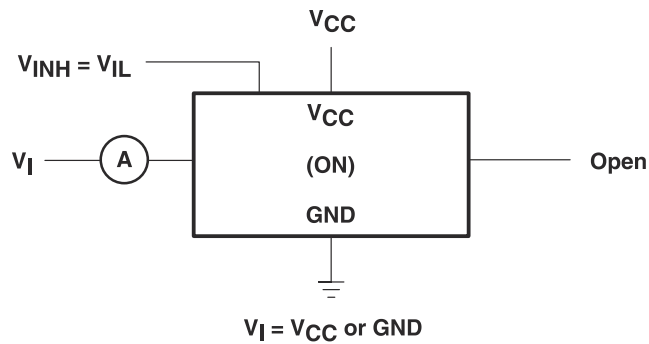 VCC
VINH = VIL
VCC
VI
A
(ON)
Open
GND
VI = VCC or GND